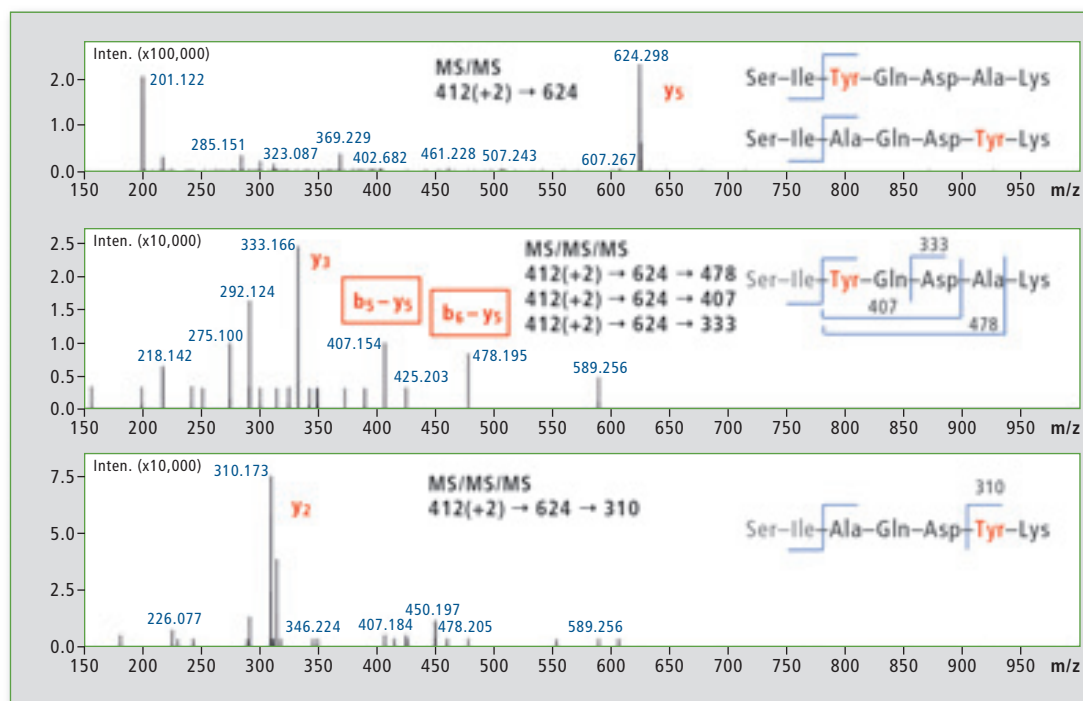 Inten. (x100,000)
2.0
1.0
0.0
201.122
285.151
323.087
369.229
402.682
461.228
507.243
607.267
624.298
MS/MS
412(+2) → 624
y5
Ser–Ile–Tyr–Gln–Asp–Ala–Lys
Ser–Ile–Ala–Gln–Asp–Tyr–Lys
150 200 250 300 350 400 450 500 550 600 650 700 750 800 850 900 950 m/z
Inten. (x10,000)
2.5
2.0
1.5
1.0
0.5
0.0
218.142
275.100
292.124
333.166
y3
b5–y5
b6–y5
407.154
425.203
478.195
589.256
MS/MS/MS
412(+2) → 624 → 478
412(+2) → 624 → 407
412(+2) → 624 → 333
333
Ser–Ile–Tyr–Gln–Asp–Ala–Lys
407
478
150 200 250 300 350 400 450 500 550 600 650 700 750 800 850 900 950 m/z
Inten. (x10,000)
7.5
5.0
2.5
0.0
226.077
310.173
y2
346.224
407.184
450.197
478.205
589.256
MS/MS/MS
412(+2) → 624 → 310
310
Ser–Ile–Ala–Gln–Asp–Tyr–Lys
150 200 250 300 350 400 450 500 550 600 650 700 750 800 850 900 950 m/z